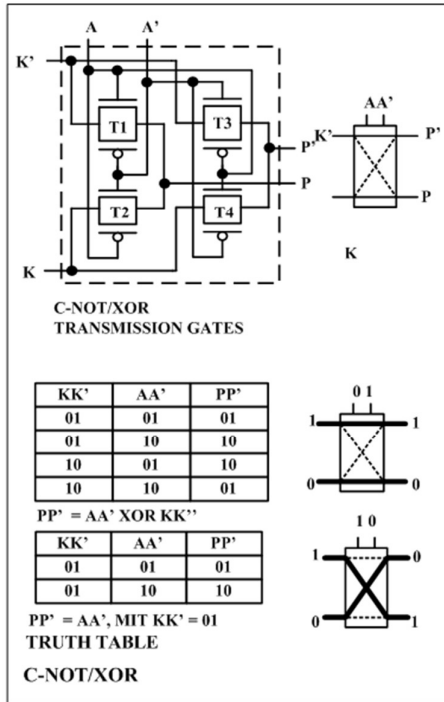 A A'
K'
T1 T3
P'
P
T2 T4
K
C-NOT/XOR
TRANSMISSION GATES
AA'
K' P'
P
K
KK' AA' PP'
01 01 01
01 10 10
10 01 10
10 10 01
PP' = AA' XOR KK''
KK' AA' PP'
01 01 01
01 10 10
PP' = AA', MIT KK' = 01
TRUTH TABLE
C-NOT/XOR
0 1
1 1
0 0
1 0
1 0
0 1